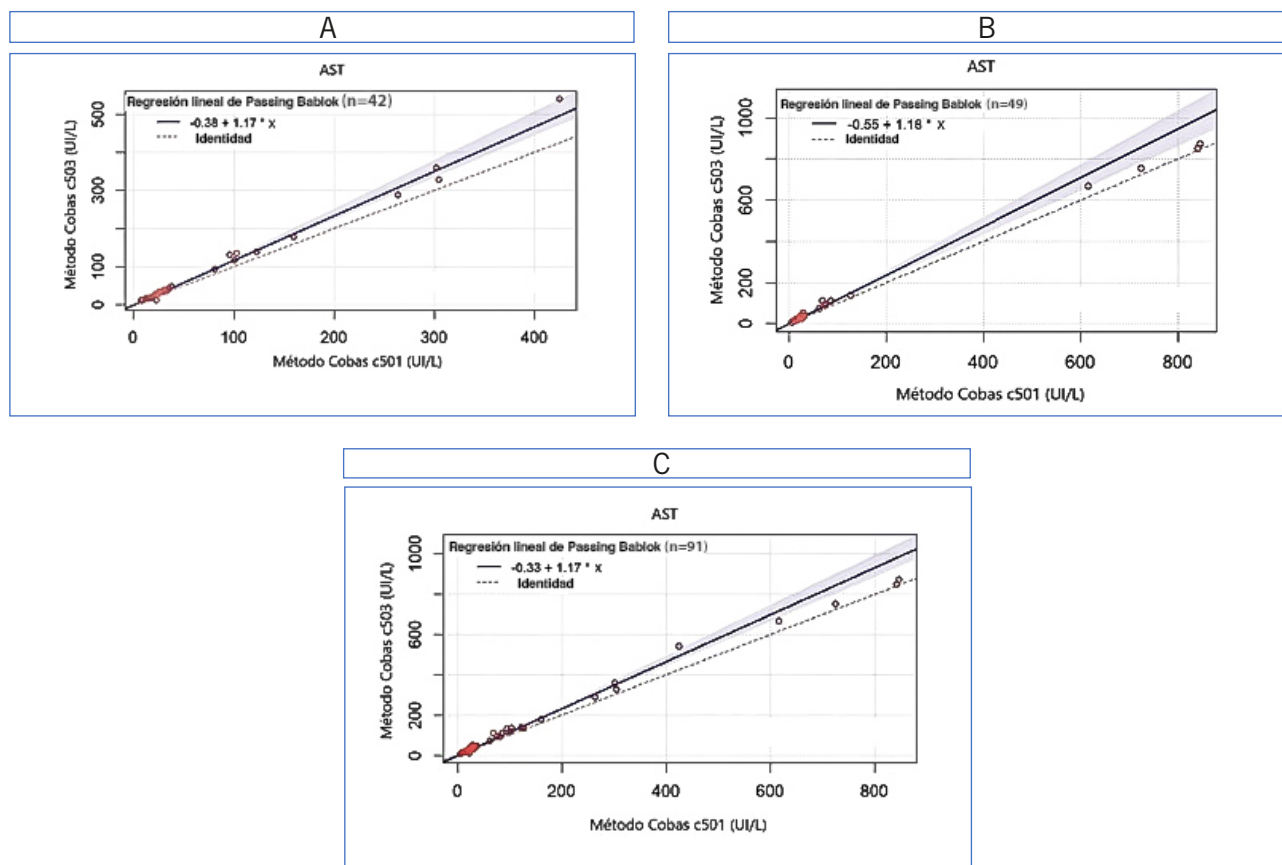 A
AST
Regresión lineal de Passing Bablok (n=42)
-0.38 + 1.17 * X
Identidad
Método Cobas c503 (UI/L)
0
100
300
500
0
100
200
300
400
Método Cobas c501 (UI/L)
B
AST
Regresión lineal de Passing Bablok (n=49)
-0.55 + 1.18 * X
Identidad
Método Cobas c503 (UI/L)
0
200
600
1000
0
200
400
600
800
Método Cobas c501 (UI/L)
C
AST
Regresión lineal de Passing Bablok (n=91)
-0.33 + 1.17 * X
Identidad
Método Cobas c503 (UI/L)
0
200
600
1000
0
200
400
600
800
Método Cobas c501 (UI/L)